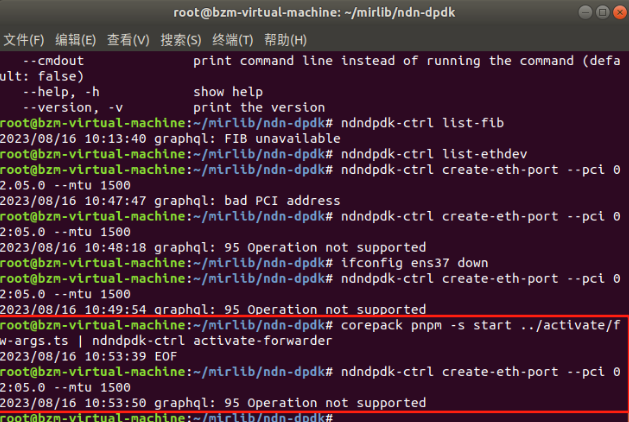 root@bzm-virtual-machine: ~/mirlib/ndn-dpdk
文件(F) 编辑(E) 查看(V) 搜索(S) 终端(T) 帮助(H)
--cmdout print command line instead of running the command (defa
ult: false)
--help, -h show help
--version, -v print the version
root@bzm-virtual-machine:~/mirlib/ndn-dpdk# ndndpdk-ctrl list-fib
2023/08/16 10:13:40 graphql: FIB unavailable
root@bzm-virtual-machine:~/mirlib/ndn-dpdk# ndndpdk-ctrl list-ethdev
root@bzm-virtual-machine:~/mirlib/ndn-dpdk# ndndpdk-ctrl create-eth-port --pci 0
2.05.0 --mtu 1500
2023/08/16 10:47:47 graphql: bad PCI address
root@bzm-virtual-machine:~/mirlib/ndn-dpdk# ndndpdk-ctrl create-eth-port --pci 0
2:05.0 --mtu 1500
2023/08/16 10:48:18 graphql: 95 Operation not supported
root@bzm-virtual-machine:~/mirlib/ndn-dpdk# ifconfig ens37 down
root@bzm-virtual-machine:~/mirlib/ndn-dpdk# ndndpdk-ctrl create-eth-port --pci 0
2:05.0 --mtu 1500
2023/08/16 10:49:54 graphql: 95 Operation not supported
root@bzm-virtual-machine:~/mirlib/ndn-dpdk# corepack pnpm -s start ../activate/f
w-args.ts | ndndpdk-ctrl activate-forwarder
2023/08/16 10:53:39 EOF
root@bzm-virtual-machine:~/mirlib/ndn-dpdk# ndndpdk-ctrl create-eth-port --pci 0
2:05.0 --mtu 1500
2023/08/16 10:53:50 graphql: 95 Operation not supported
root@bzm-virtual-machine:~/mirlib/ndn-dpdk#